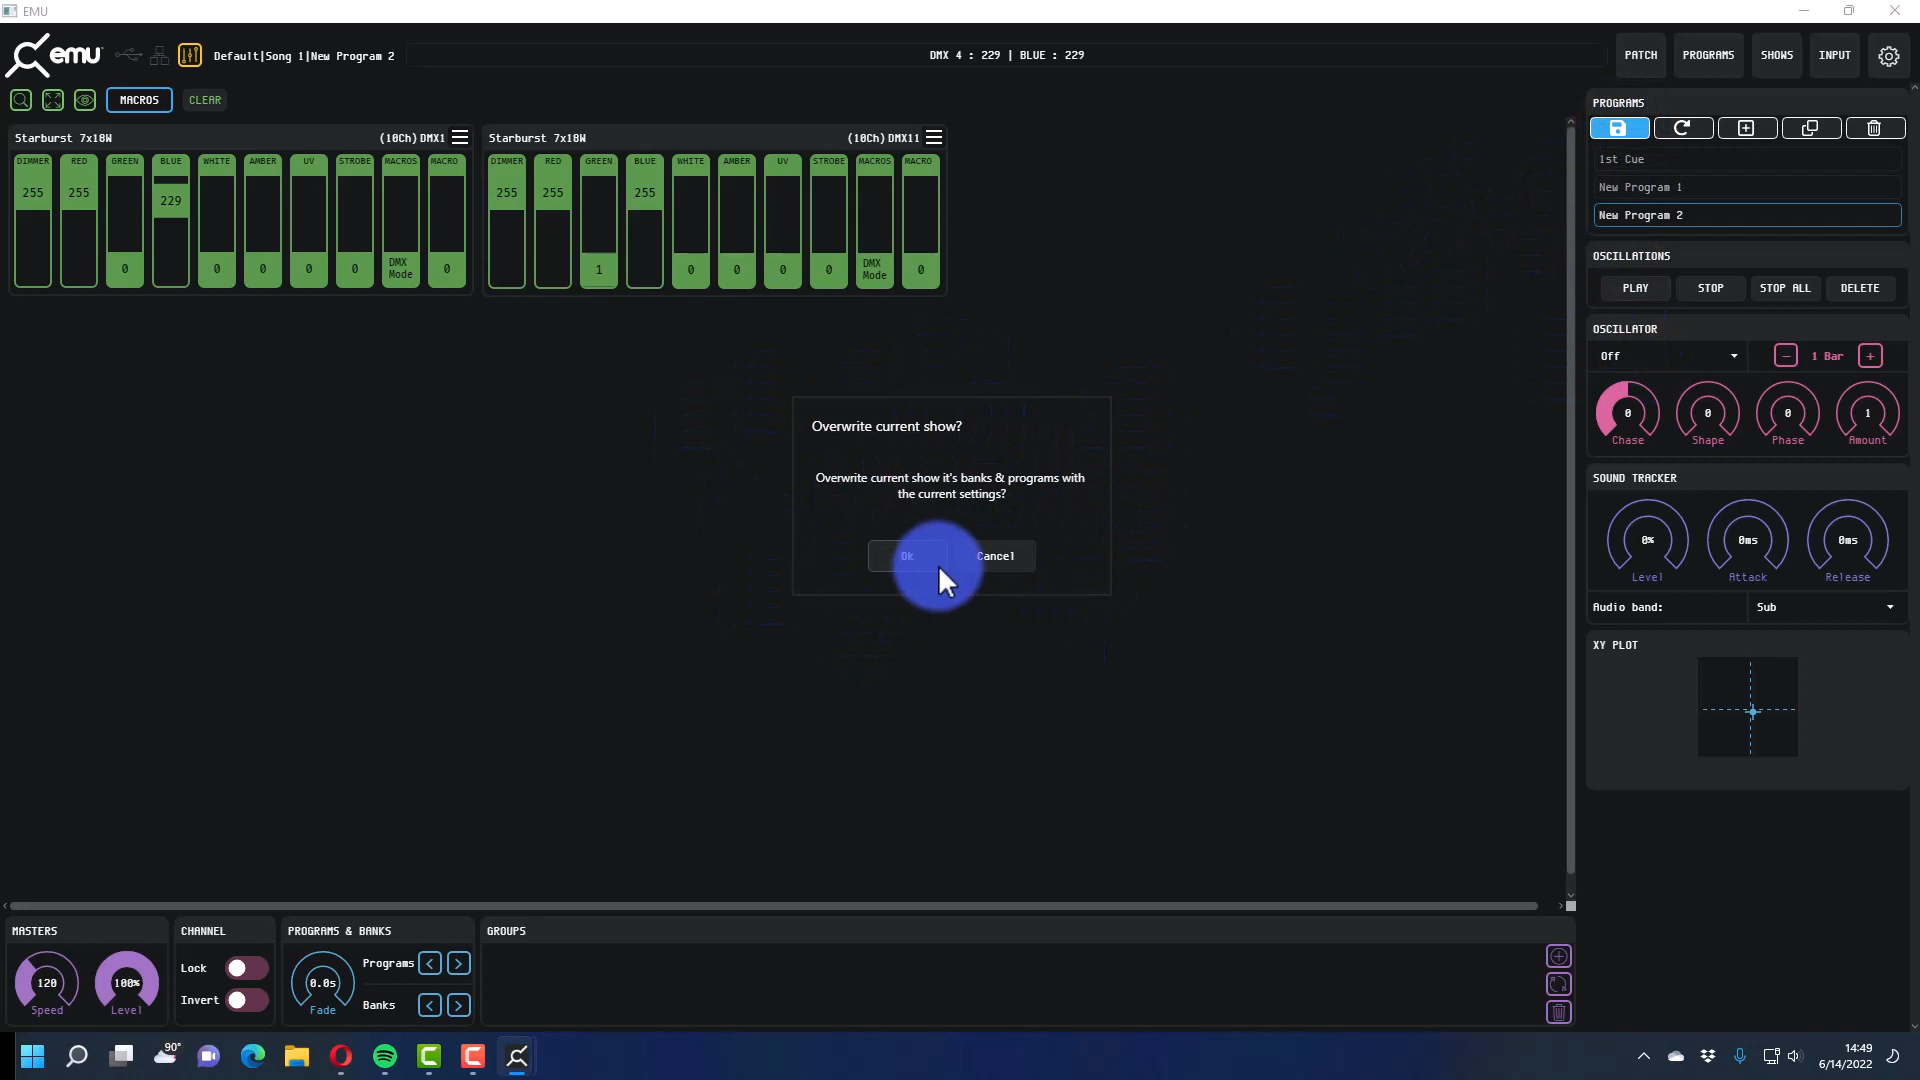 EMU
emu
Default|Song 1|New Program 2
DMX 4 : 229 | BLUE : 229
PATCH
PROGRAMS
SHOWS
INPUT
MACROS
CLEAR
Starburst 7x18W
(10Ch) DMX1
DIMMER RED GREEN BLUE WHITE AMBER UV STROBE MACROS MACRO
255 255 0 229 0 0 0 0 DMX Mode 0
Starburst 7x18W
(10Ch) DMX11
DIMMER RED GREEN BLUE WHITE AMBER UV STROBE MACROS MACRO
255 255 1 255 0 0 0 0 DMX Mode 0
PROGRAMS
1st Cue
New Program 1
New Program 2
OSCILLATIONS
PLAY
STOP
STOP ALL
DELETE
OSCILLATOR
Off
1 Bar
0 0 0 1
Chase Shape Phase Amount
SOUND TRACKER
0% 0ms 0ms
Level Attack Release
Audio band:
Sub
XY PLOT
Overwrite current show?
Overwrite current show it's banks & programs with
the current settings?
Ok
Cancel
MASTERS
120
Speed
100%
Level
CHANNEL
Lock
Invert
PROGRAMS & BANKS
0.0s
Fade
Programs
Banks
GROUPS
90°
14:49
6/14/2022